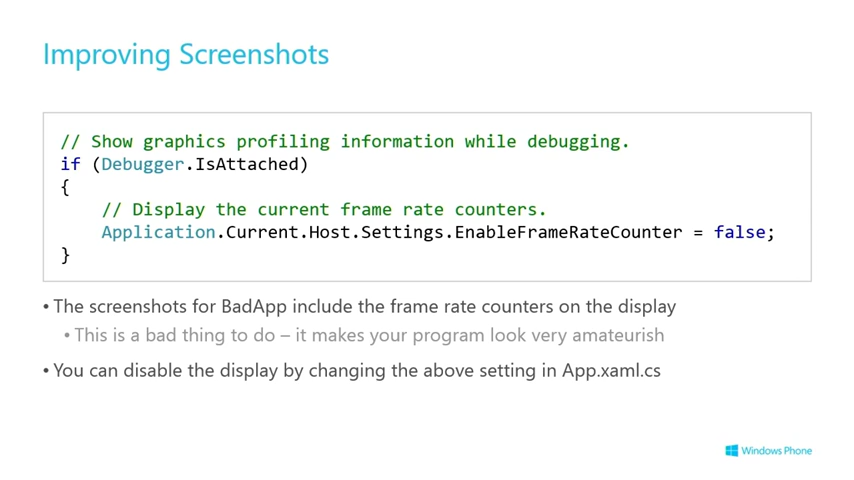 Improving Screenshots
// Show graphics profiling information while debugging.
if (Debugger.IsAttached)
{
    // Display the current frame rate counters.
    Application.Current.Host.Settings.EnableFrameRateCounter = false;
}
• The screenshots for BadApp include the frame rate counters on the display
• This is a bad thing to do – it makes your program look very amateurish
• You can disable the display by changing the above setting in App.xaml.cs
Windows Phone